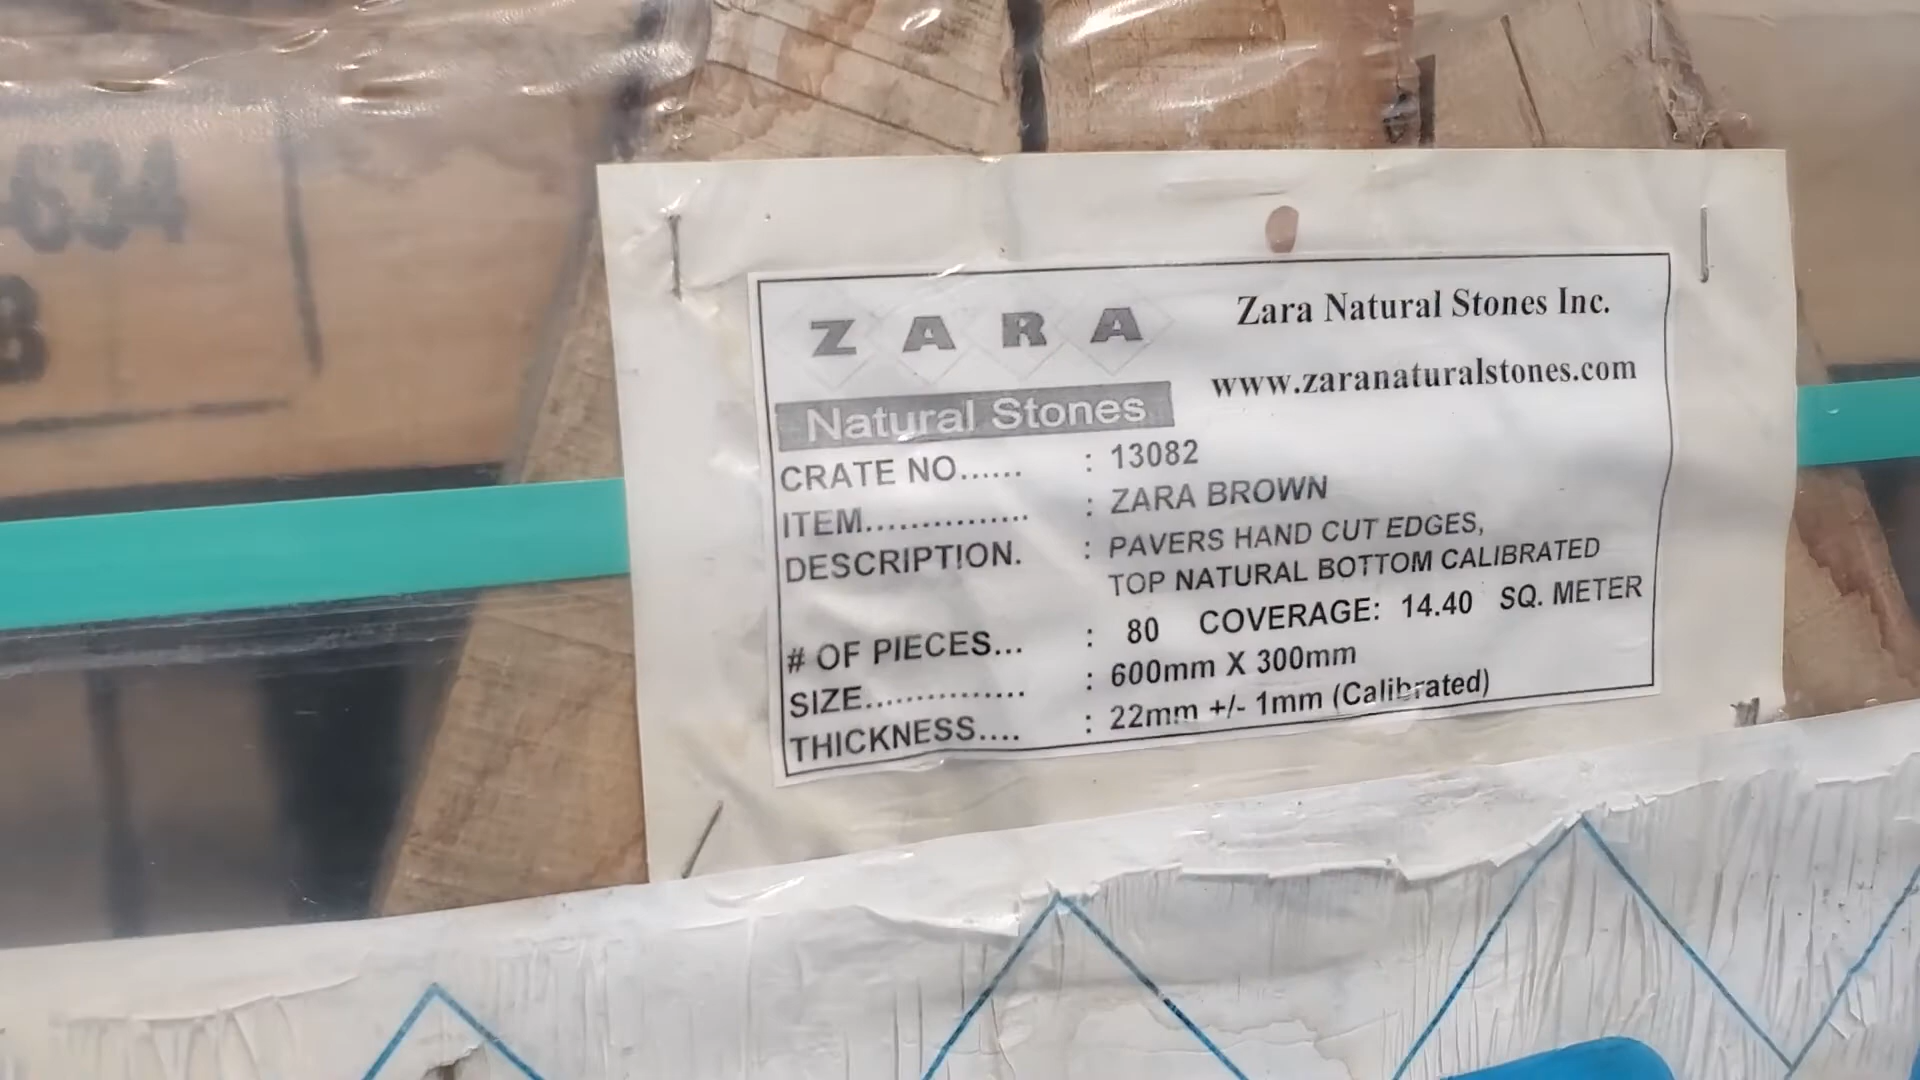 -634
8
ZARA
Natural Stones
Zara Natural Stones Inc.
www.zaranaturalstones.com
CRATE NO...... : 13082
ITEM............... : ZARA BROWN
DESCRIPTION. : PAVERS HAND CUT EDGES,
TOP NATURAL BOTTOM CALIBRATED
# OF PIECES... : 80 COVERAGE: 14.40 SQ. METER
SIZE.............. : 600mm X 300mm
THICKNESS.... : 22mm +/- 1mm (Calibrated)